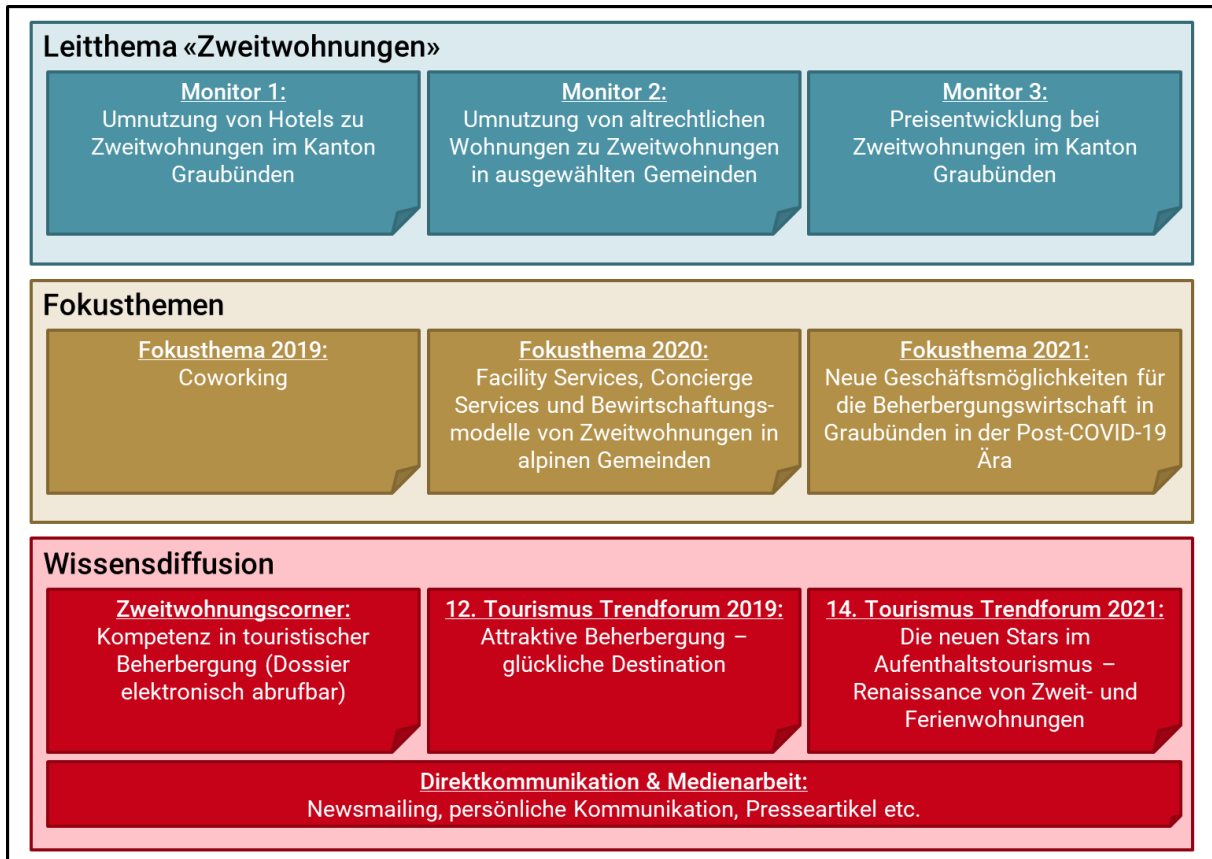 Leitthema «Zweitwohnungen»
Monitor 1:
Umnutzung von Hotels zu
Zweitwohnungen im Kanton
Graubünden
Monitor 2:
Umnutzung von altrechtlichen
Wohnungen zu Zweitwohnungen
in ausgewählten Gemeinden
Monitor 3:
Preisentwicklung bei
Zweitwohnungen im Kanton
Graubünden
Fokusthemen
Fokusthema 2019:
Coworking
Fokusthema 2020:
Facility Services, Concierge
Services und Bewirtschaftungs-
modelle von Zweitwohnungen in
alpinen Gemeinden
Fokusthema 2021:
Neue Geschäftsmöglichkeiten für
die Beherbergungswirtschaft in
Graubünden in der Post-COVID-19
Ära
Wissensdiffusion
Zweitwohnungscorner:
Kompetenz in touristischer
Beherbergung (Dossier
elektronisch abrufbar)
12. Tourismus Trendforum 2019:
Attraktive Beherbergung –
glückliche Destination
14. Tourismus Trendforum 2021:
Die neuen Stars im
Aufenthaltstourismus –
Renaissance von Zweit- und
Ferienwohnungen
Direktkommunikation & Medienarbeit:
Newsmailing, persönliche Kommunikation, Presseartikel etc.